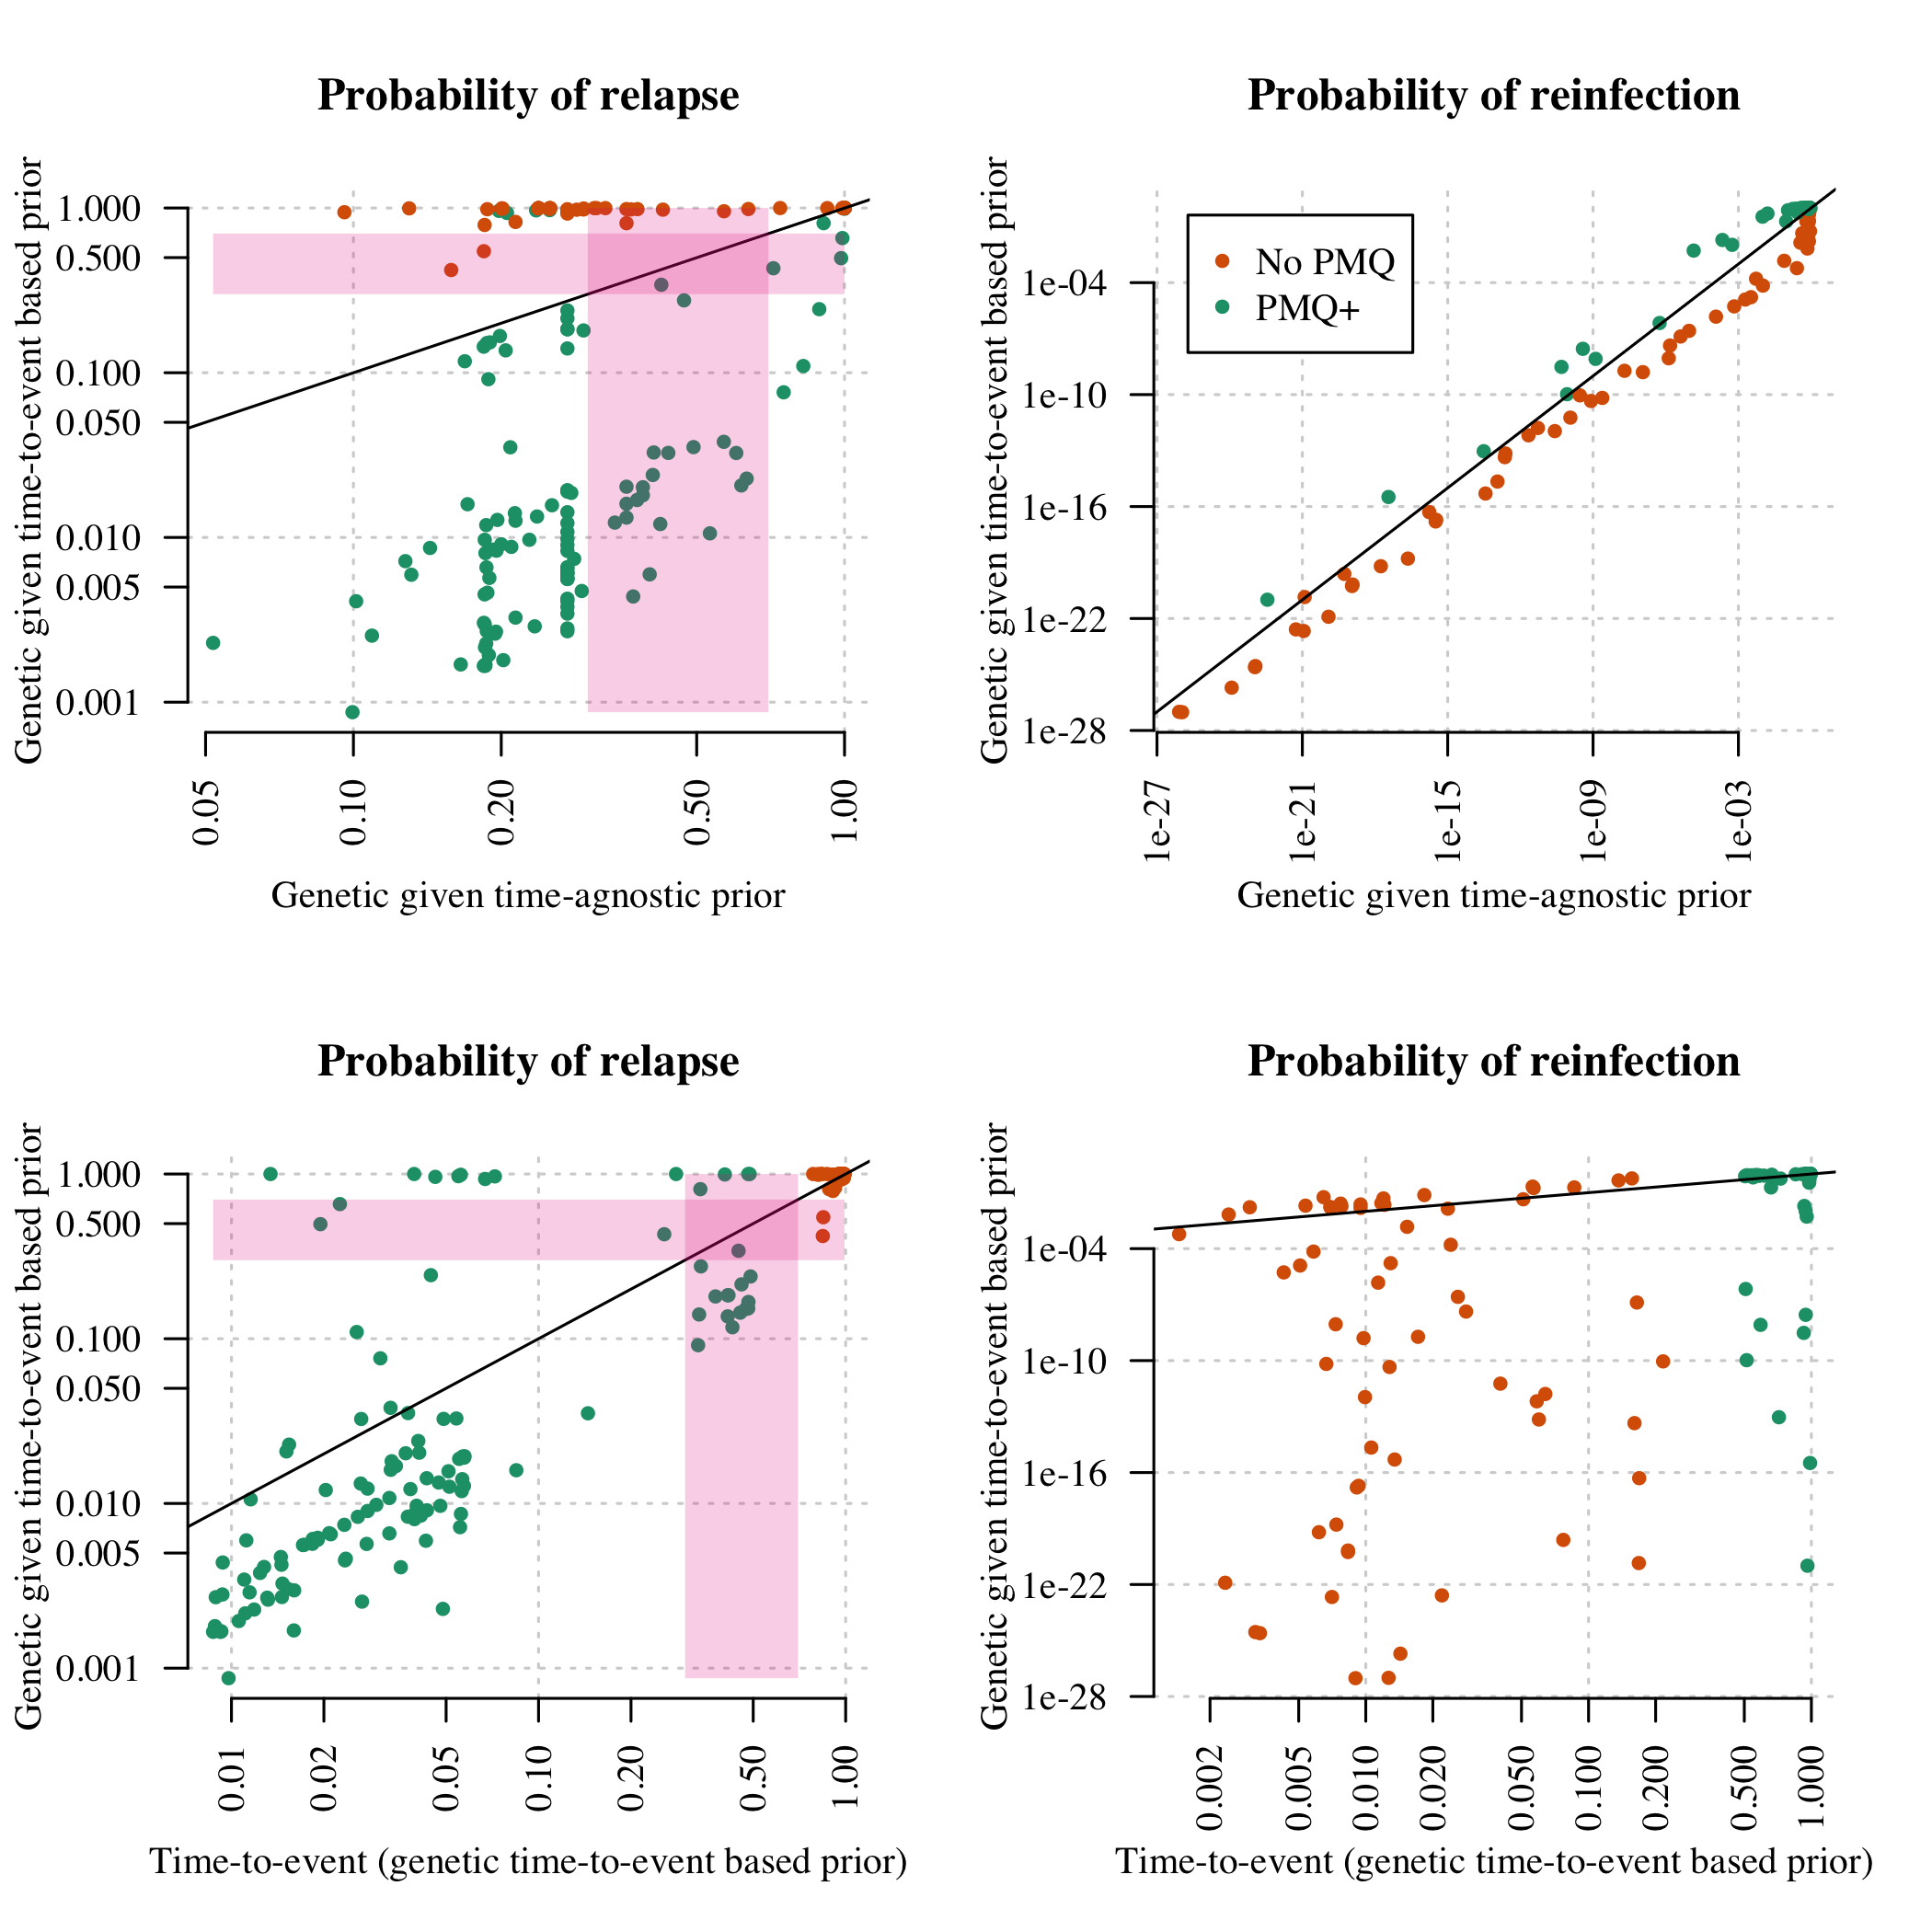 Probability of relapse
Genetic given time-to-event based prior
1.000
0.500
0.100
0.050
0.010
0.005
0.001
0.05
0.10
0.20
0.50
1.00
Genetic given time-agnostic prior
Probability of reinfection
Genetic given time-to-event based prior
No PMQ
PMQ+
1e-04
1e-10
1e-16
1e-22
1e-28
1e-27
1e-21
1e-15
1e-09
1e-03
Genetic given time-agnostic prior
Probability of relapse
Genetic given time-to-event based prior
1.000
0.500
0.100
0.050
0.010
0.005
0.001
0.01
0.02
0.05
0.10
0.20
0.50
1.00
Time-to-event (genetic time-to-event based prior)
Probability of reinfection
Genetic given time-to-event based prior
1e-04
1e-10
1e-16
1e-22
1e-28
0.002
0.005
0.010
0.020
0.050
0.100
0.200
0.500
1.000
Time-to-event (genetic time-to-event based prior)